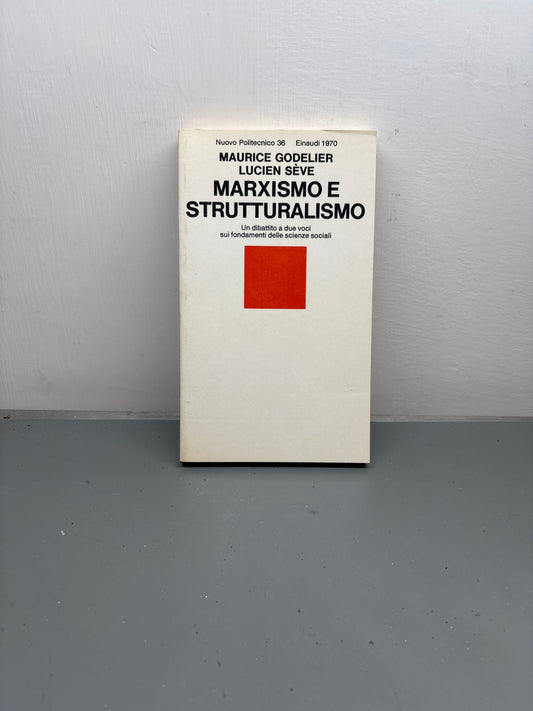 Nuovo Politecnico 36 Einaudi 1970
MAURICE GODELIER
LUCIEN SÈVE
MARXISMO E
STRUTTURALISMO
Un dibattito a due voci
sui fondamenti delle scienze sociali